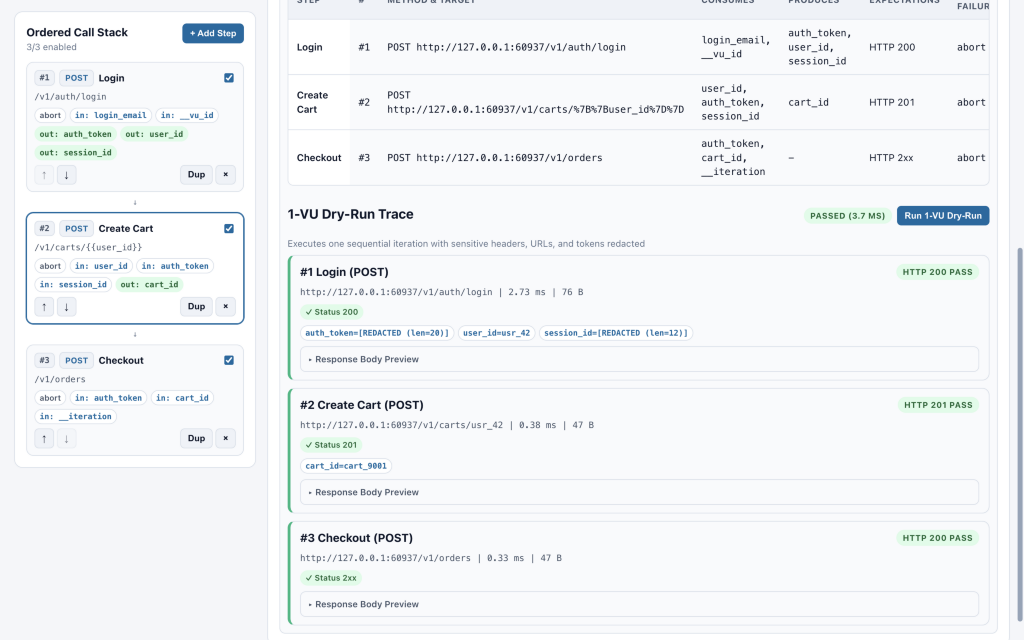 Ordered Call Stack
3/3 enabled
+ Add Step
#1 POST Login
/v1/auth/login
abort in: login_email in: __vu_id
out: auth_token out: user_id
out: session_id
↑ ↓ Dup ×
↓
#2 POST Create Cart
/v1/carts/{{user_id}}
abort in: user_id in: auth_token
in: session_id out: cart_id
↑ ↓ Dup ×
↓
#3 POST Checkout
/v1/orders
abort in: auth_token in: cart_id
in: __iteration
↑ ↓ Dup ×
STEP # METHOD & TARGET CONSUMES PRODUCES EXPECTATIONS FAILUR
Login #1 POST http://127.0.0.1:60937/v1/auth/login login_email, __vu_id auth_token, user_id, session_id HTTP 200 abort
Create Cart #2 POST http://127.0.0.1:60937/v1/carts/%7B%7Buser_id%7D%7D user_id, auth_token, session_id cart_id HTTP 201 abort
Checkout #3 POST http://127.0.0.1:60937/v1/orders auth_token, cart_id, __iteration – HTTP 2xx abort
1-VU Dry-Run Trace
PASSED (3.7 MS) Run 1-VU Dry-Run
Executes one sequential iteration with sensitive headers, URLs, and tokens redacted
#1 Login (POST) HTTP 200 PASS
http://127.0.0.1:60937/v1/auth/login | 2.73 ms | 76 B
✓ Status 200
auth_token=[REDACTED (len=20)] user_id=usr_42 session_id=[REDACTED (len=12)]
▸ Response Body Preview
#2 Create Cart (POST) HTTP 201 PASS
http://127.0.0.1:60937/v1/carts/usr_42 | 0.38 ms | 47 B
✓ Status 201
cart_id=cart_9001
▸ Response Body Preview
#3 Checkout (POST) HTTP 200 PASS
http://127.0.0.1:60937/v1/orders | 0.33 ms | 47 B
✓ Status 2xx
▸ Response Body Preview